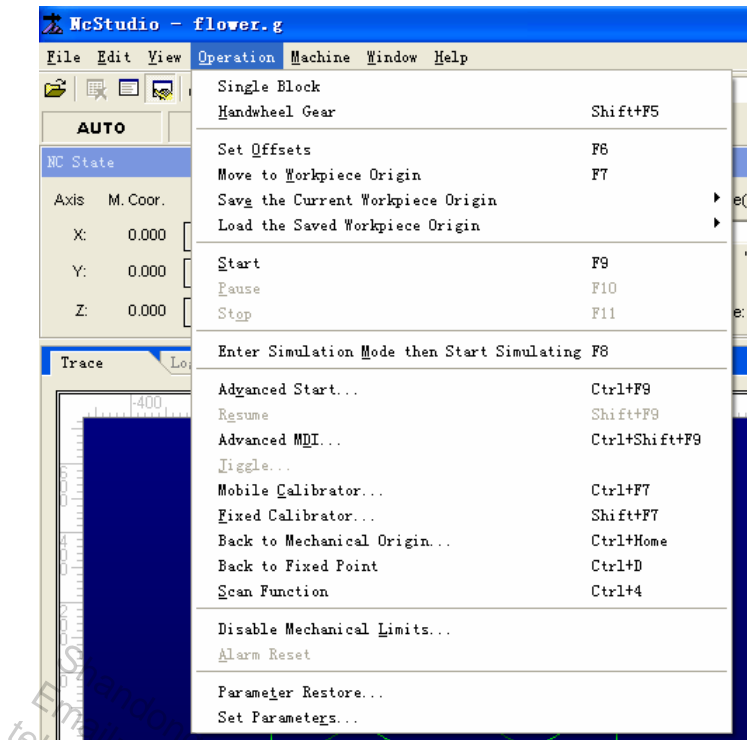 NcStudio - flower.g
File Edit View Operation Machine Window Help
Single Block
Handwheel Gear Shift+F5
AUTO
Set Offsets F6
NC State
Move to Workpiece Origin F7
Axis M. Coor. Save the Current Workpiece Origin
Load the Saved Workpiece Origin
X: 0.000
Start F9
Y: 0.000
Pause F10
Z: 0.000 Stop F11
Enter Simulation Mode then Start Simulating F8
Trace
-400
Advanced Start... Ctrl+F9
Resume Shift+F9
Advanced MDI... Ctrl+Shift+F9
Jiggle...
600
Mobile Calibrator... Ctrl+F7
Fixed Calibrator... Shift+F7
400
Back to Mechanical Origin... Ctrl+Home
Back to Fixed Point Ctrl+D
Scan Function Ctrl+4
200
Disable Mechanical Limits...
Alarm Reset
0
Parameter Restore...
Set Parameters...
Shandon